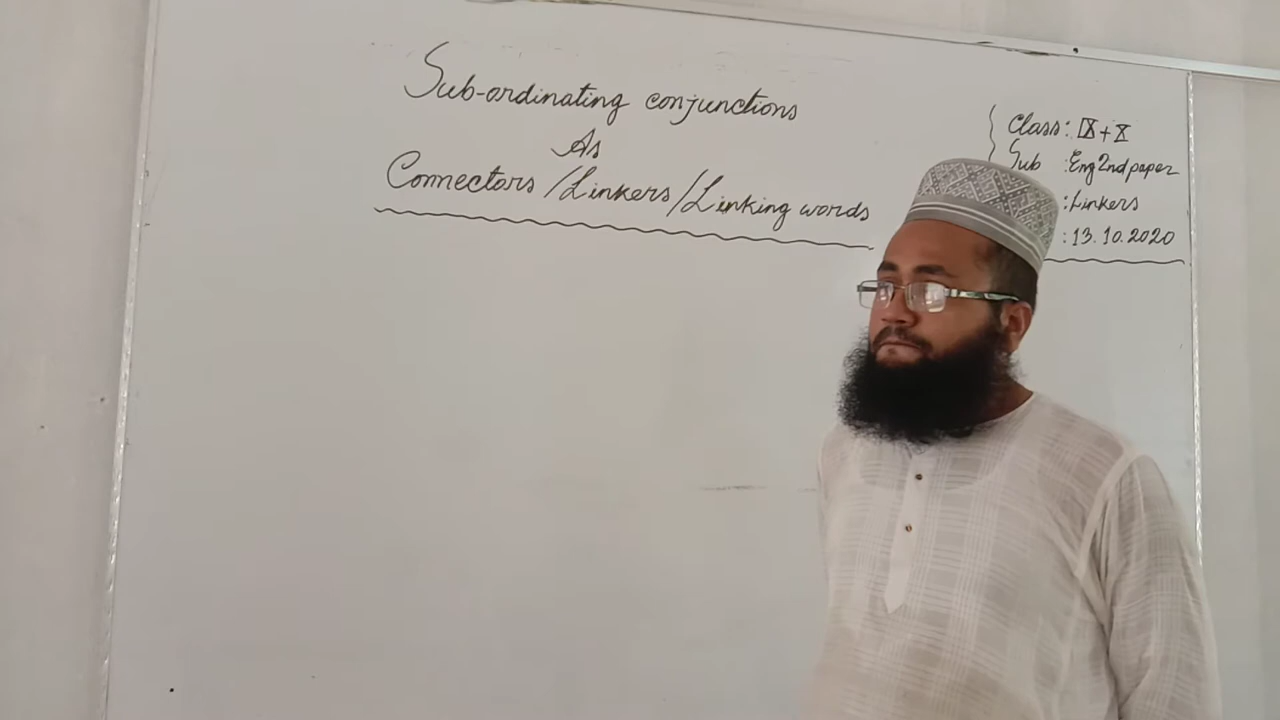 Sub-ordinating conjunctions
As
Connectors/Linkers/Linking words
Class: IX+X
Sub : Eng 2nd paper
: Linkers
: 13.10.2020